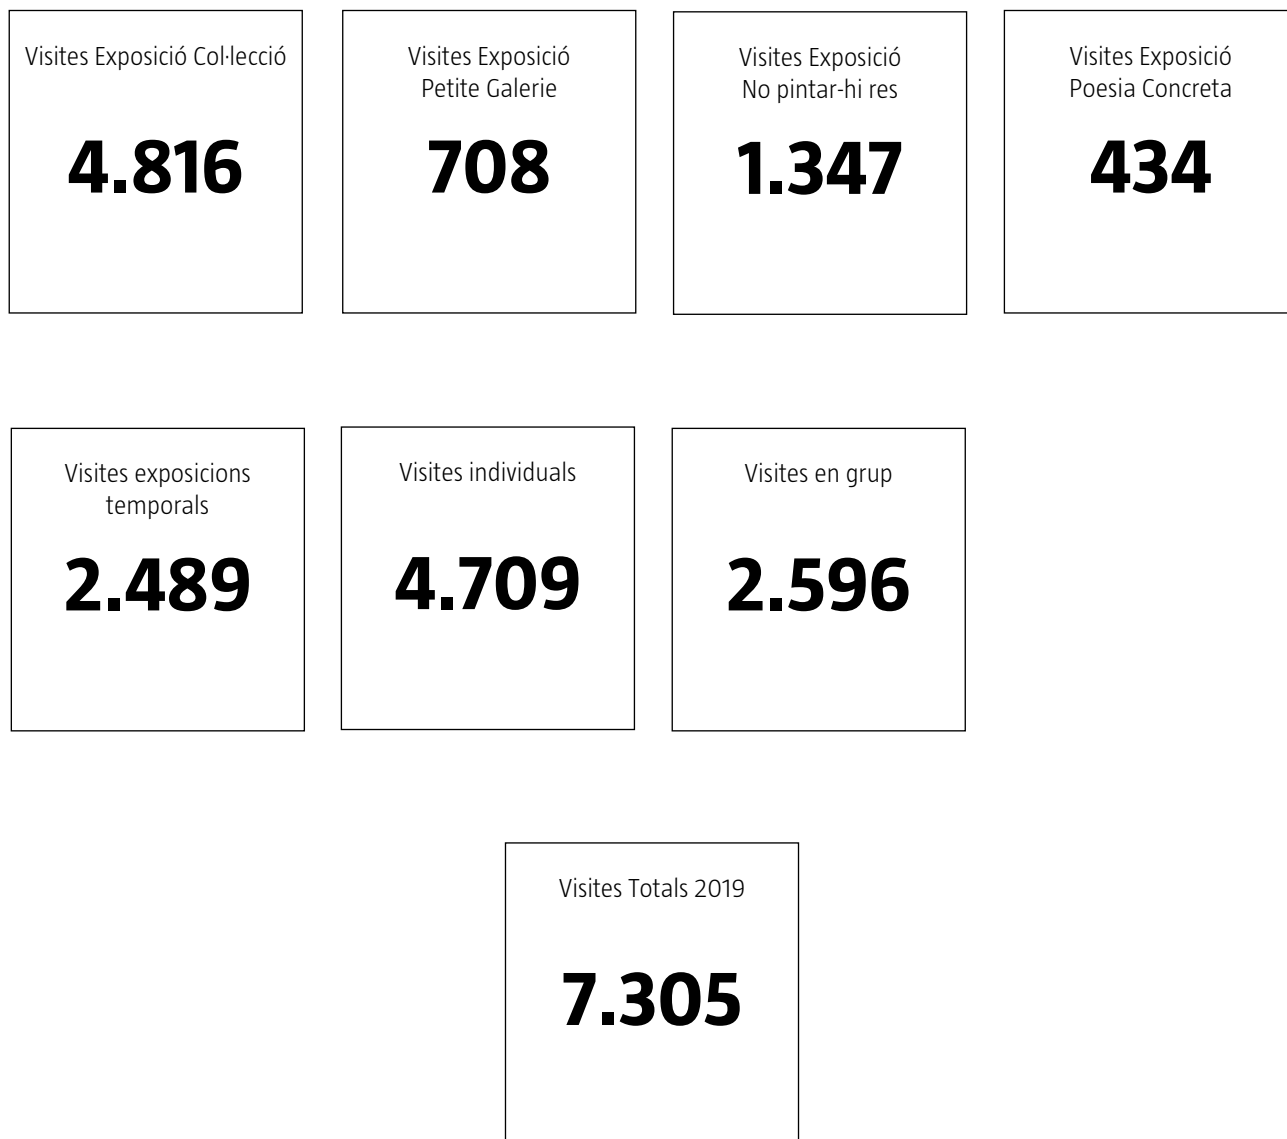 Visites Exposició Col·lecció
4.816
Visites Exposició
Petite Galerie
708
Visites Exposició
No pintar-hi res
1.347
Visites Exposició
Poesia Concreta
434
Visites exposicions
temporals
2.489
Visites individuals
4.709
Visites en grup
2.596
Visites Totals 2019
7.305